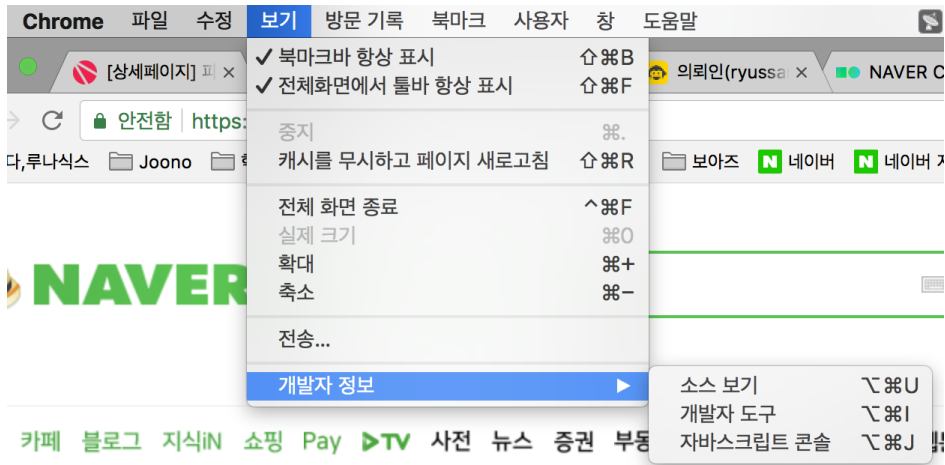 Chrome 파일 수정 보기 방문 기록 북마크 사용자 창 도움말
[상세페이지]
의뢰인(ryussa
NAVER C
안전함 https:
다,루나식스 Joono
보아즈 네이버 네이버
✓ 북마크바 항상 표시 ⇧⌘B
✓ 전체화면에서 툴바 항상 표시 ⇧⌘F
중지 ⌘.
캐시를 무시하고 페이지 새로고침 ⇧⌘R
전체 화면 종료 ^⌘F
실제 크기 ⌘0
확대 ⌘+
축소 ⌘−
전송...
개발자 정보 ▶
소스 보기 ⌥⌘U
개발자 도구 ⌥⌘I
자바스크립트 콘솔 ⌥⌘J
NAVER
카페 블로그 지식iN 쇼핑 Pay ▶TV 사전 뉴스 증권 부동